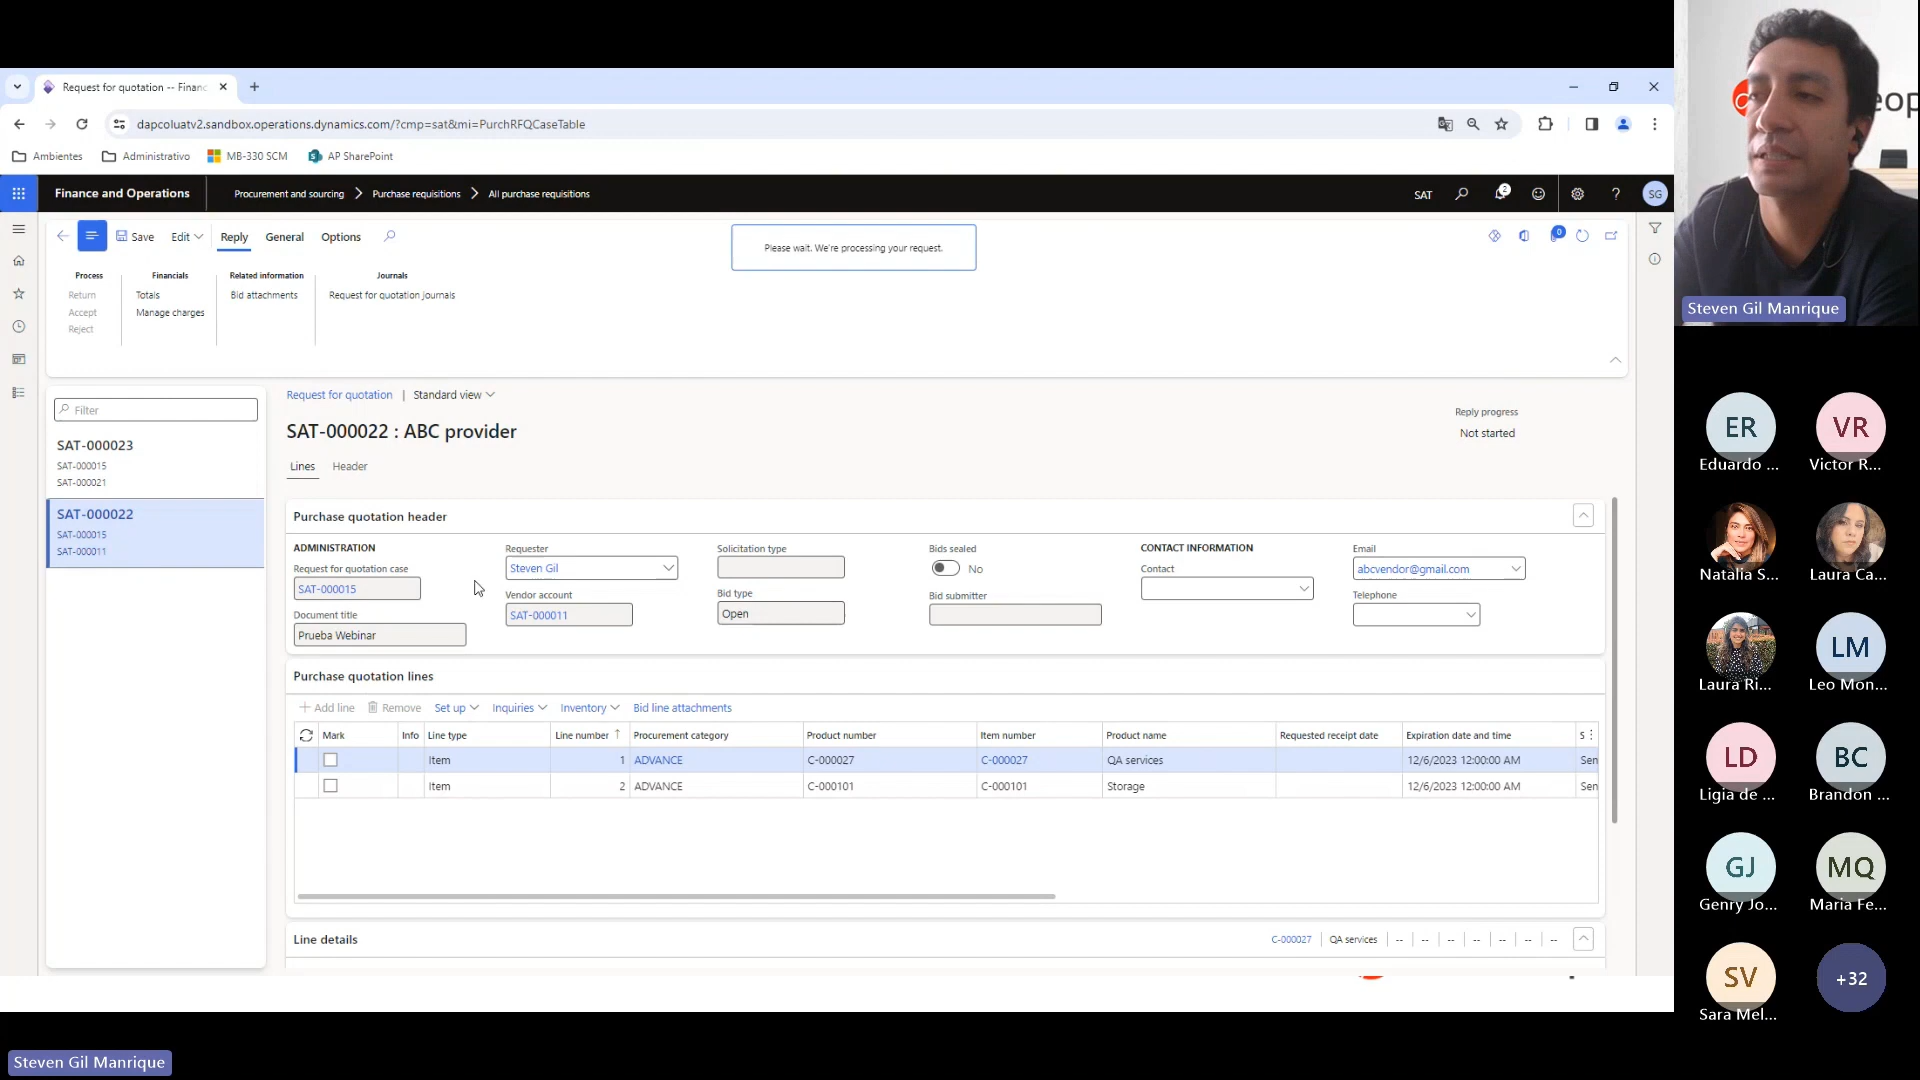 Request for quotation -- Financ
dapcoluatv2.sandbox.operations.dynamics.com/?cmp=sat&mi=PurchRFQCaseTable
Ambientes
Administrativo
MB-330 SCM
AP SharePoint
Finance and Operations
Procurement and sourcing
Purchase requisitions
All purchase requisitions
SAT
2
?
SG
Save
Edit
Reply
General
Options
0
Please wait. We're processing your request.
Process
Return
Accept
Reject
Financials
Totals
Manage charges
Related information
Bid attachments
Journals
Request for quotation journals
Filter
SAT-000023
SAT-000015
SAT-000021
SAT-000022
SAT-000015
SAT-000011
Request for quotation | Standard view
SAT-000022 : ABC provider
Reply progress
Not started
Lines
Header
Purchase quotation header
ADMINISTRATION
Request for quotation case
SAT-000015
Document title
Prueba Webinar
Requester
Steven Gil
Vendor account
SAT-000011
Solicitation type
Bid type
Open
Bids sealed
No
Bid submitter
CONTACT INFORMATION
Contact
Email
abcvendor@gmail.com
Telephone
Purchase quotation lines
+ Add line
Remove
Set up
Inquiries
Inventory
Bid line attachments
Mark Info Line type Line number Procurement category Product number Item number Product name Requested receipt date Expiration date and time S
Item 1 ADVANCE C-000027 C-000027 QA services 12/6/2023 12:00:00 AM Sen
Item 2 ADVANCE C-000101 C-000101 Storage 12/6/2023 12:00:00 AM Sen
Line details
C-000027 | QA services | -- | -- | -- | -- | -- | -- | --
eop
Steven Gil Manrique
ER
Eduardo ...
VR
Victor R...
Natalia S...
Laura Ca...
Laura Ri...
LM
Leo Mon...
LD
Ligia de ...
BC
Brandon ...
GJ
Genry Jo...
MQ
Maria Fe...
SV
Sara Mel...
+32
Steven Gil Manrique